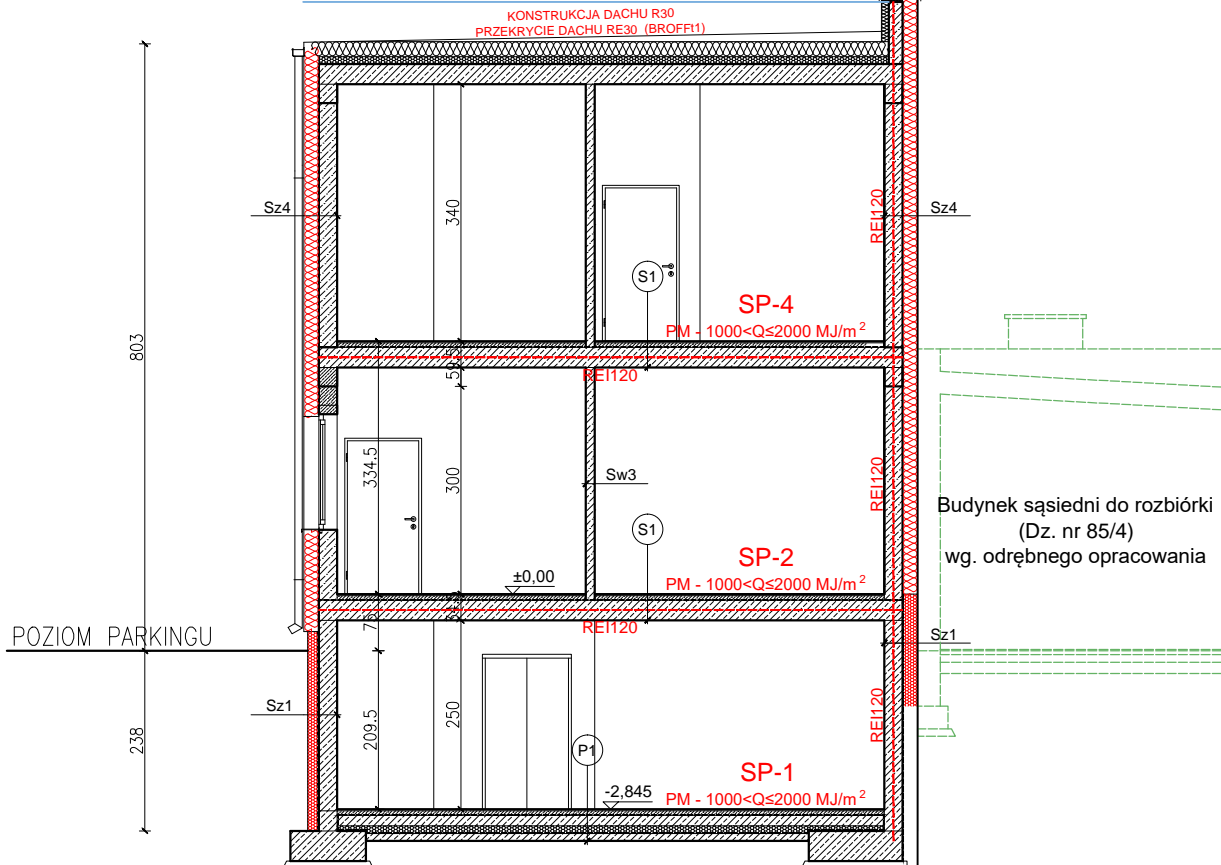 KONSTRUKCJA DACHU R30
PRZEKRYCIE DACHU RE30 (BROFFt1)
Sz4
Sz4
340
REI120
S1
SP-4
PM - 1000<Q≤2000 MJ/m²
803
59.5
REI120
334.5
300
Sw3
REI120
Budynek sąsiedni do rozbiórki
(Dz. nr 85/4)
wg. odrębnego opracowania
S1
SP-2
PM - 1000<Q≤2000 MJ/m²
±0,00
REI120
POZIOM PARKINGU
Sz1
Sz1
238
209.5
250
REI120
P1
SP-1
-2,845
PM - 1000<Q≤2000 MJ/m²